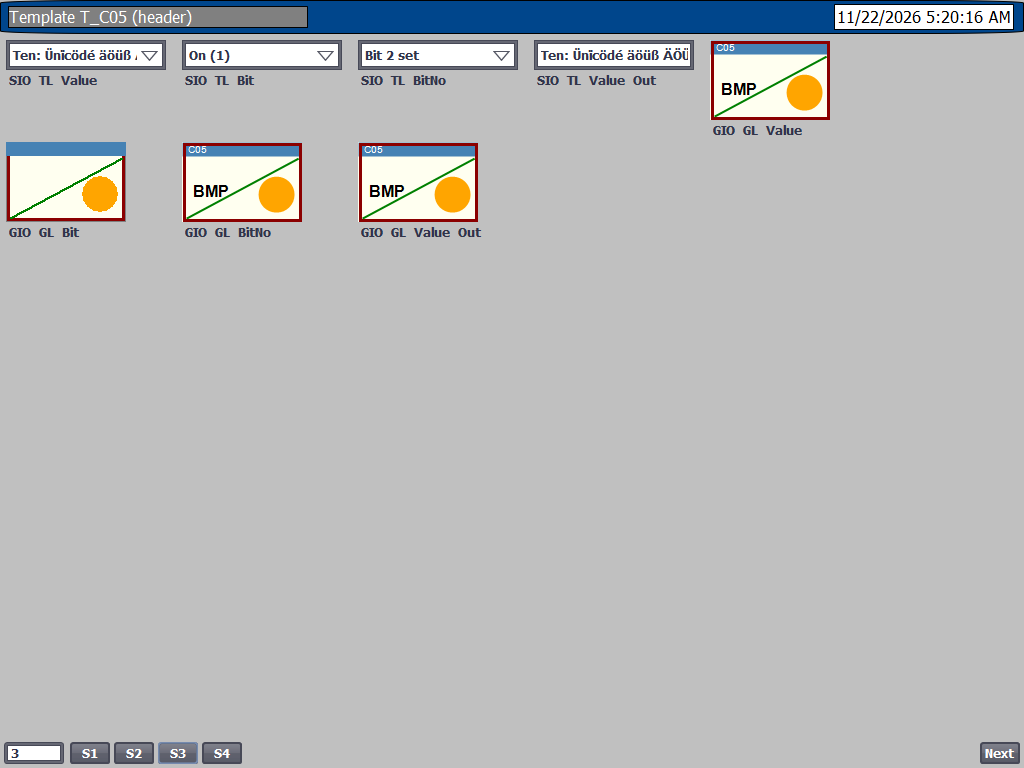 Template T_C05 (header)
11/22/2026 5:20:16 AM
Ten: Ünīcödé äöüß
On (1)
Bit 2 set
Ten: Ünīcödé äöüß ÄÖÜ
C05
BMP
SIO TL Value
SIO TL Bit
SIO TL BitNo
SIO TL Value Out
GIO GL Value
C05
BMP
C05
BMP
GIO GL Bit
GIO GL BitNo
GIO GL Value Out
3
S1
S2
S3
S4
Next